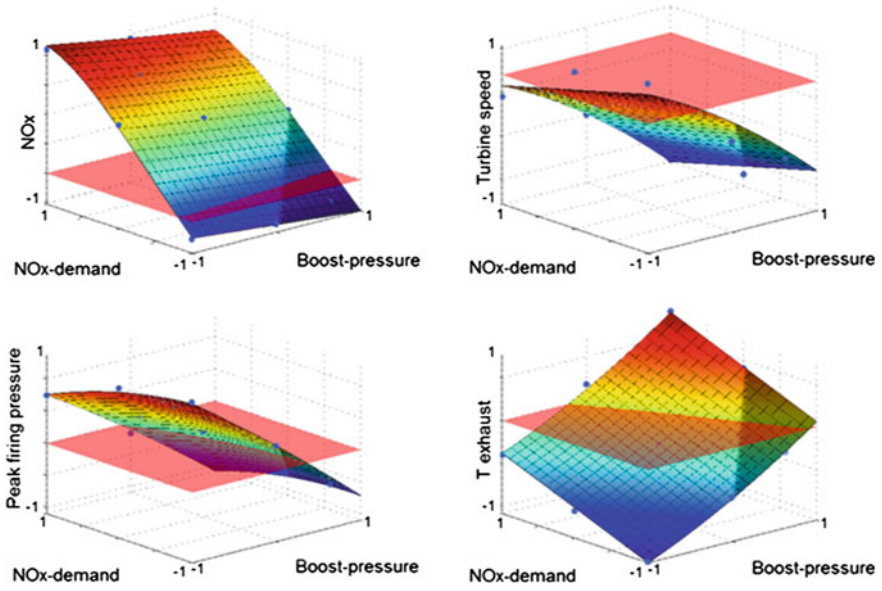 1
NOx
-1
1
NOx-demand
-1 -1
Boost-pressure
1
1
Turbine speed
-1
1
NOx-demand
-1 -1
Boost-pressure
1
1
Peak firing pressure
-1
1
NOx-demand
-1 -1
Boost-pressure
1
1
T exhaust
-1
1
NOx-demand
-1 -1
Boost-pressure
1